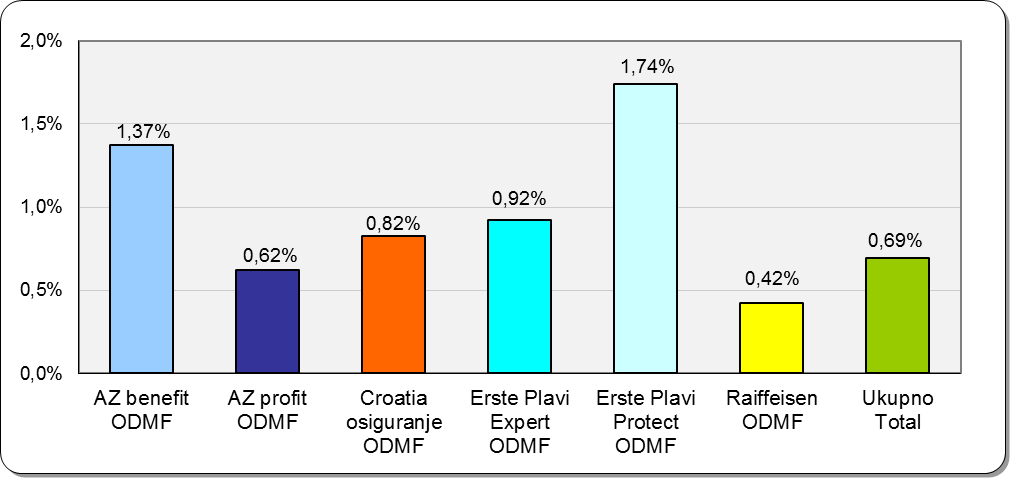 2,0%
1,5%
1,0%
0,5%
0,0%
1,37%
0,62%
0,82%
0,92%
1,74%
0,42%
0,69%
AZ benefit
ODMF
AZ profit
ODMF
Croatia
osiguranje
ODMF
Erste Plavi
Expert
ODMF
Erste Plavi
Protect
ODMF
Raiffeisen
ODMF
Ukupno
Total